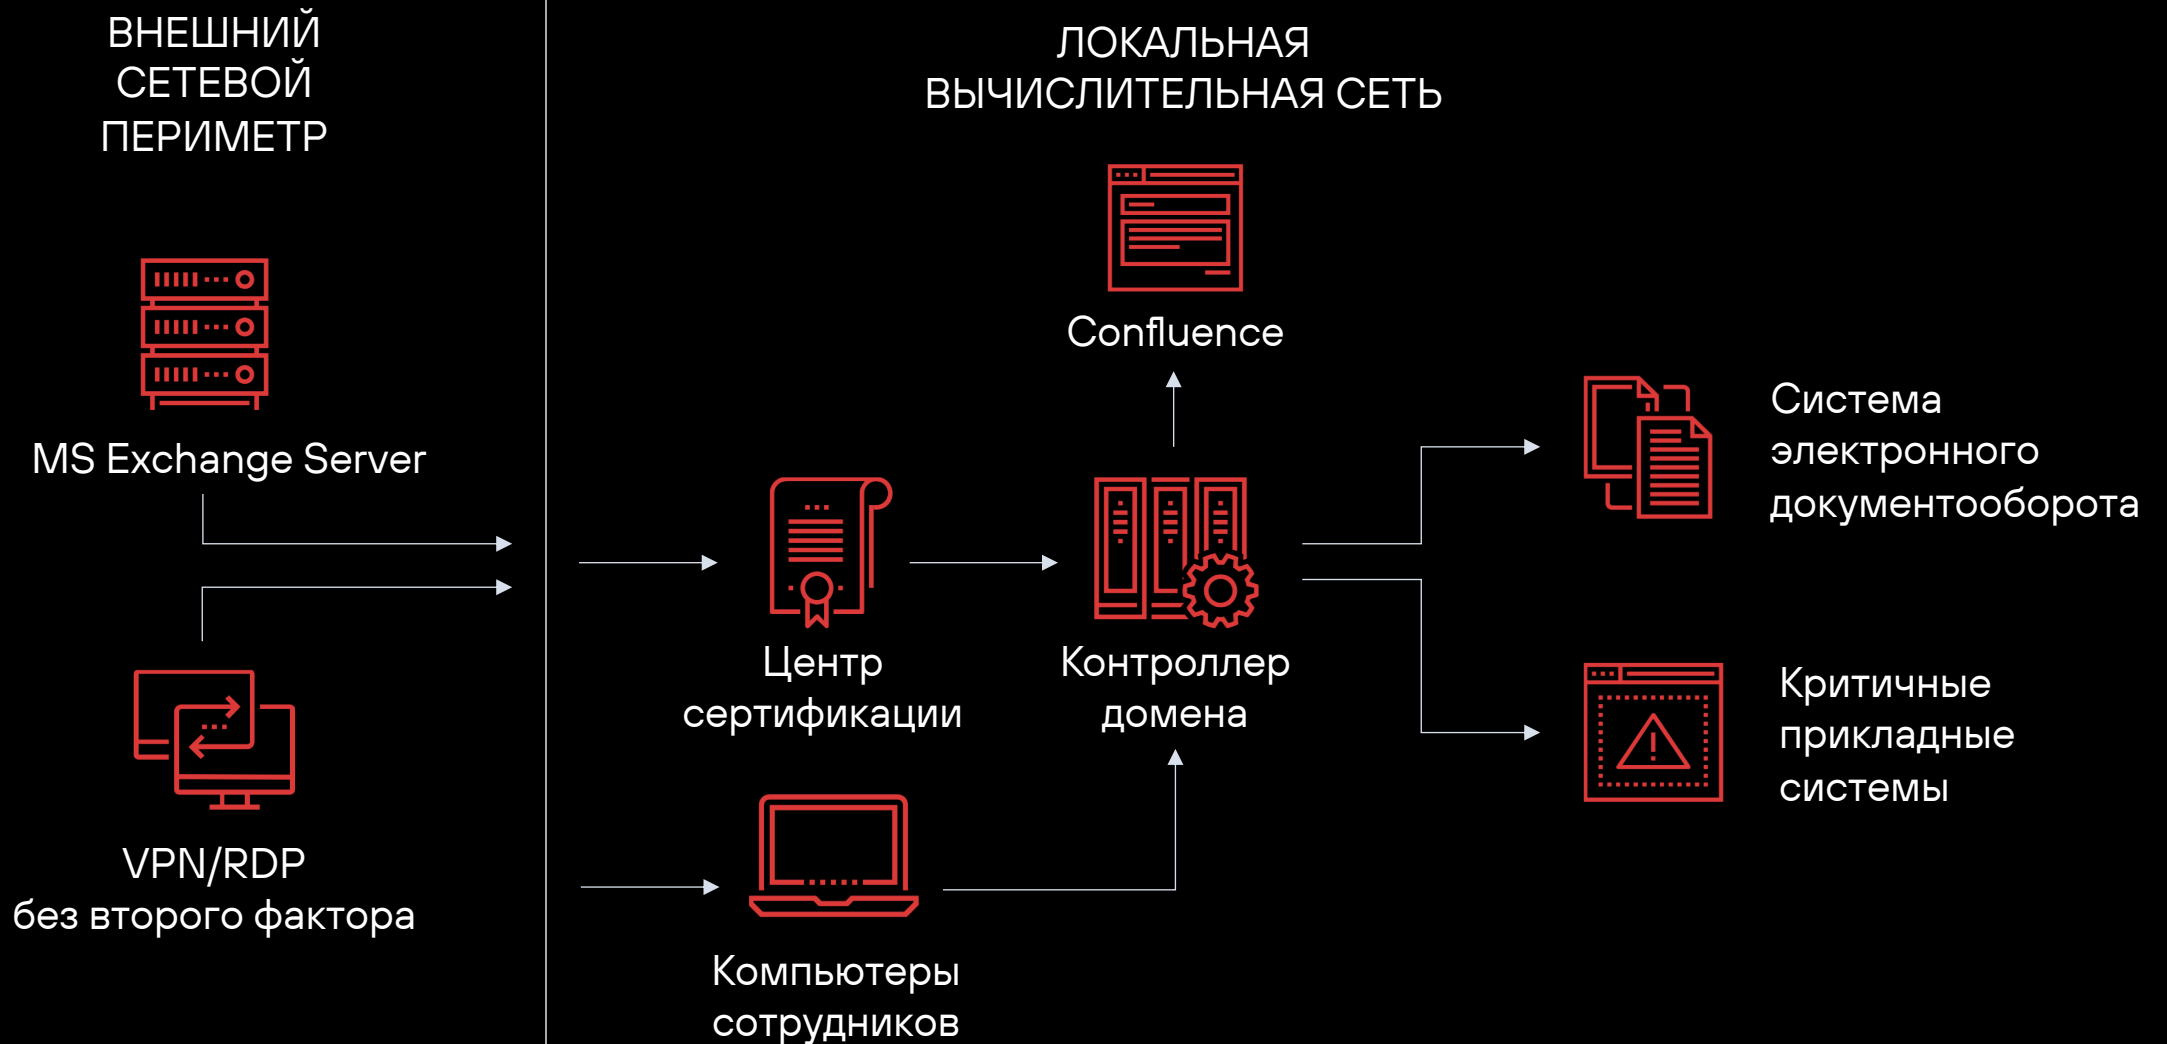 ВНЕШНИЙ
СЕТЕВОЙ
ПЕРИМЕТР
MS Exchange Server
VPN/RDP
без второго фактора
ЛОКАЛЬНАЯ
ВЫЧИСЛИТЕЛЬНАЯ СЕТЬ
Confluence
Центр
сертификации
Контроллер
домена
Компьютеры
сотрудников
Система
электронного
документооборота
Критичные
прикладные
системы